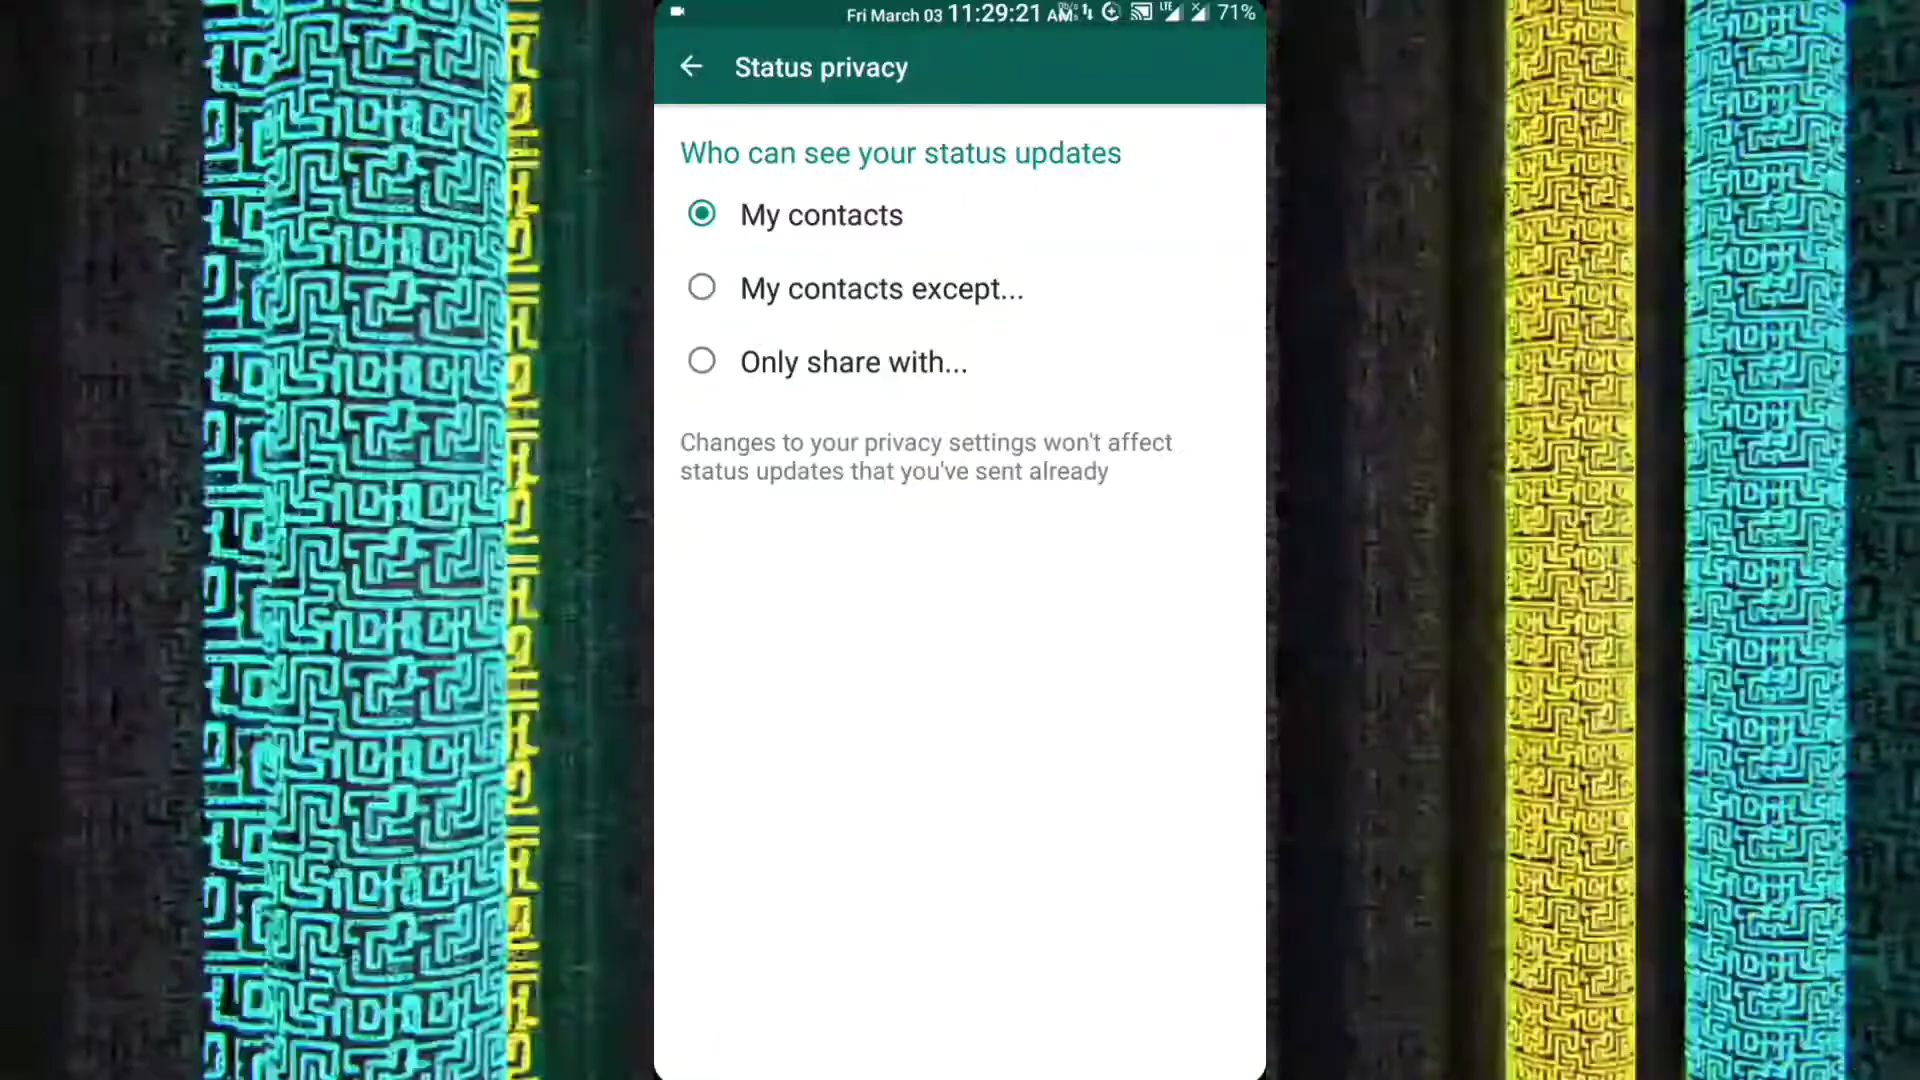 Fri March 03 11:29:21 AM LTE 71%
Status privacy
Who can see your status updates
My contacts
My contacts except...
Only share with...
Changes to your privacy settings won't affect
status updates that you've sent already